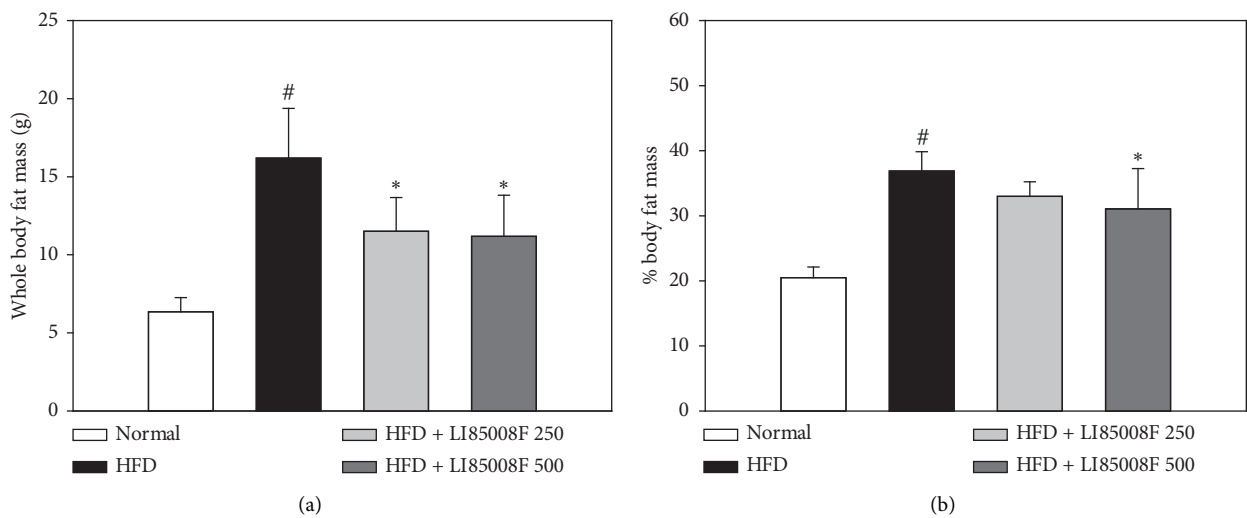 25
20
15
10
5
0
Whole body fat mass (g)
#
*
*
Normal
HFD
HFD + LI85008F 250
HFD + LI85008F 500
(a)
60
50
40
30
20
10
0
% body fat mass
#
*
Normal
HFD
HFD + LI85008F 250
HFD + LI85008F 500
(b)